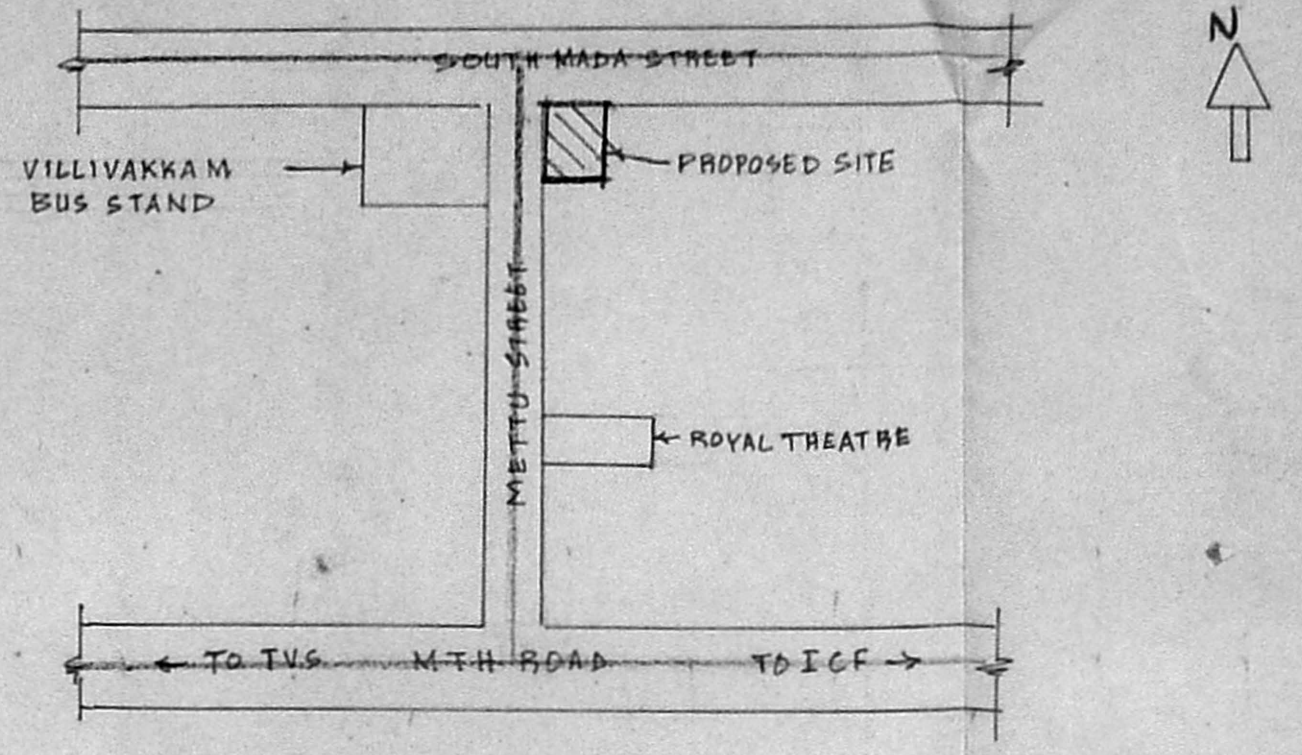 N
SOUTH MADA STREET
VILLIVAKKAM
BUS STAND
PROPOSED SITE
METTU STREET
ROYAL THEATRE
← TO TVS
MTH ROAD
TO ICF →